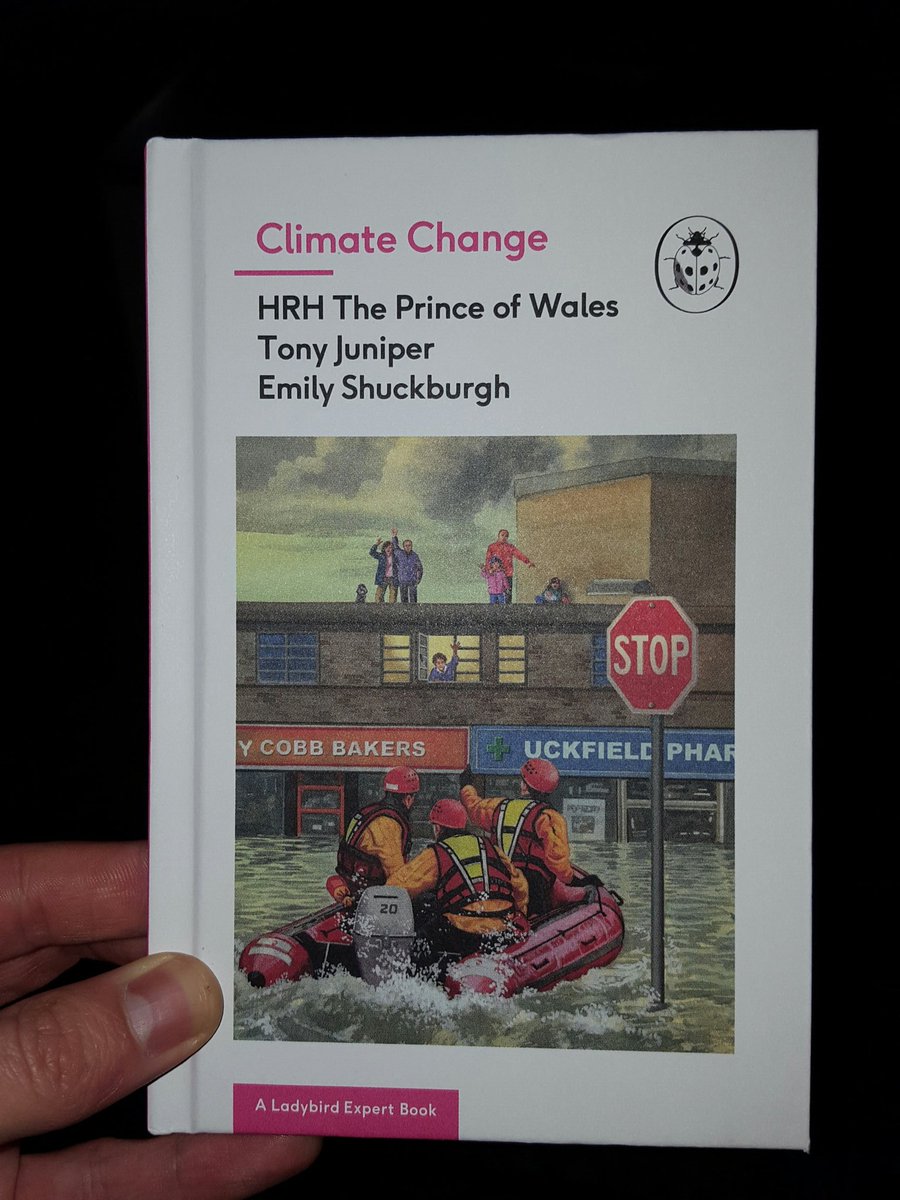 Climate Change
HRH The Prince of Wales
Tony Juniper
Emily Shuckburgh
STOP
Y COBB BAKERS
UCKFIELD PHAR
20
A Ladybird Expert Book